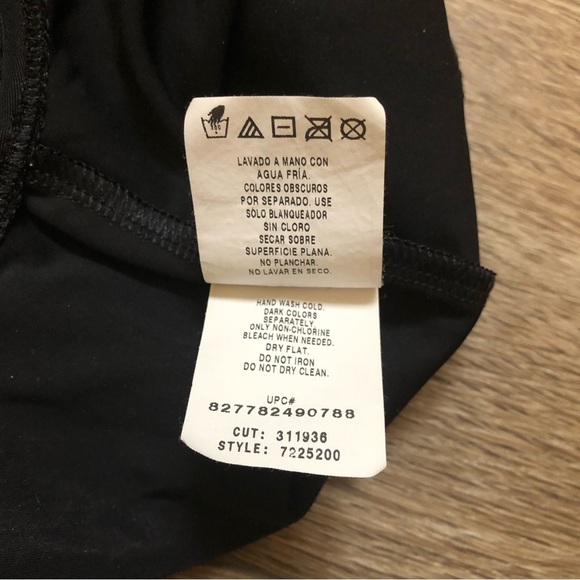 LAVADO A MANO CON
AGUA FRÍA.
COLORES OBSCUROS
POR SEPARADO. USE
SÓLO BLANQUEADOR
SIN CLORO
SECAR SOBRE
SUPERFICIE PLANA.
NO PLANCHAR.
NO LAVAR EN SECO.
HAND WASH COLD.
DARK COLORS
SEPARATELY
ONLY NON-CHLORINE
BLEACH WHEN NEEDED.
DRY FLAT.
DO NOT IRON
DO NOT DRY CLEAN.
UPC#
827782490788
CUT: 311936
STYLE: 7225200